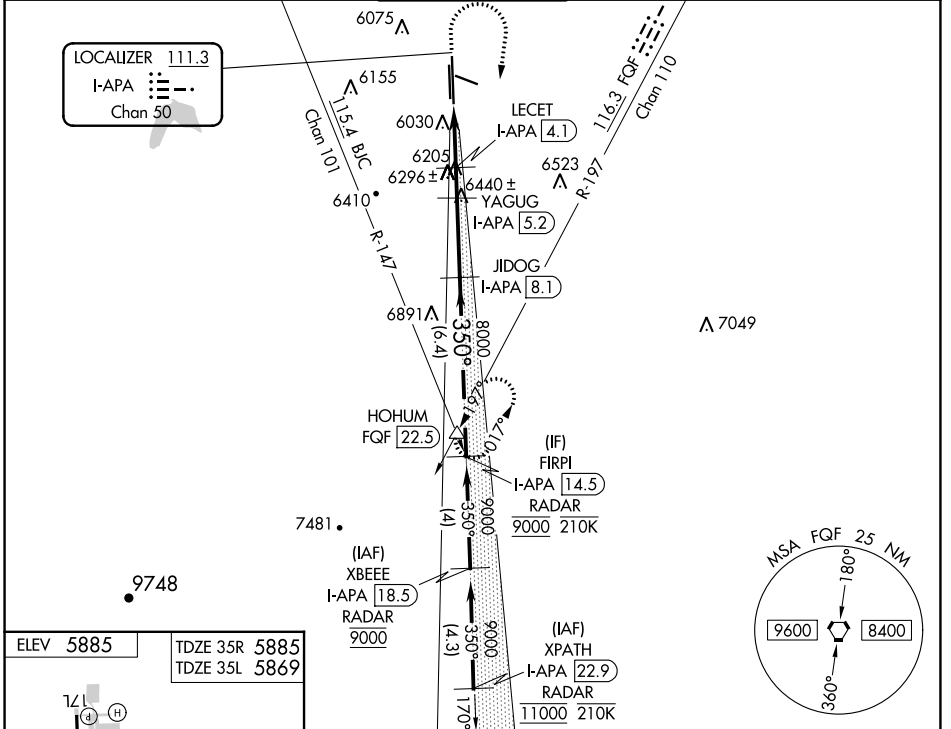 6075
LOCALIZER 111.3
I-APA
Chan 50
6155
115.4 BJC
Chan 101
R-147
116.3 FQF
Chan 110
R-197
6030
LECET
I-APA 4.1
6205
6296 ±
6523
6410
6440 ±
YAGUG
I-APA 5.2
JIDOG
I-APA 8.1
6891
(6.4)
350°
8000
7049
197°
017°
HOHUM
FQF 22.5
(IF)
FIRPI
I-APA 14.5
RADAR
9000 210K
7481
(4)
350°
9000
(IAF)
XBEEE
I-APA 18.5
RADAR
9000
9748
(4.3)
350°
9000
(IAF)
XPATH
I-APA 22.9
RADAR
11000 210K
170°
MSA FQF 25 NM
180°
9600
8400
360°
ELEV 5885
TDZE 35R 5885
TDZE 35L 5869
17L
P
H